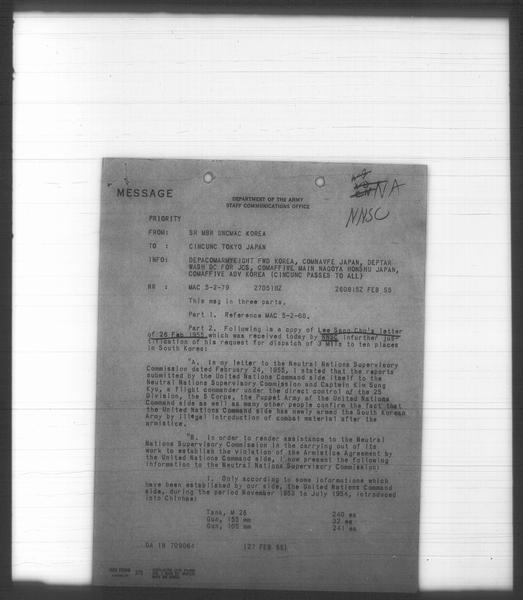 NA
NNSC
MESSAGE
DEPARTMENT OF THE ARMY
STAFF COMMUNICATIONS OFFICE
PRIORITY
FROM: SR MBR UNCMAC KOREA
TO : CINCUNC TOKYO JAPAN
INFO: DEPACOMARMYEIGHT FWD KOREA, COMNAVFE JAPAN, DEPTAR
WASH DC FOR JCS, COMAFFIVE MAIN NAGOYA HONSHU JAPAN,
COMAFFIVE ADV KOREA (CINCUNC PASSES TO ALL)
NR : MAC 5-2-79 270518Z 260815Z FEB 55
This msg in three parts.
Part 1. Reference MAC 5-2-60.
Part 2. Following is a copy of Lee Sang Cho's letter
of 26 Feb 1955 which was received today by NNSC infurther jus-
tification of his request for dispatch of 3 MITs to ten places
in South Korea:
"A. In my letter to the Neutral Nations Supervisory
Commission dated February 24, 1955, I stated that the reports
submitted by the United Nations Command side itself to the
Neutral Nations Supervisory Commission and Captain Kim Sung
Kyu, a flight commander under the direct control of the 25
Division, the 5 Corps, the Puppet Army of the United Nations
Command side as well as many other people confirm the fact that
the United Nations Command side has newly armed the South Korean
Army by illegal introduction of combat material after the
armistice.
"B. In order to render assistance to the Neutral
Nations Supervisory Commission in the carrying out of its
work to establish the violation of the Armistice Agreement by
the United Nations Command side, I now present the following
information to the Neutral Nations Supervisory Commission:
1. Only according to some informations which
have been established by our side, the United Nations Command
side, during the period November 1953 to July 1954, introduced
into Chinhae:
Tank, M 26 240 ea
Gun, 155 mm 32 ea
Gun, 105 mm 241 ea
DA IN 709064 (27 FEB 55)